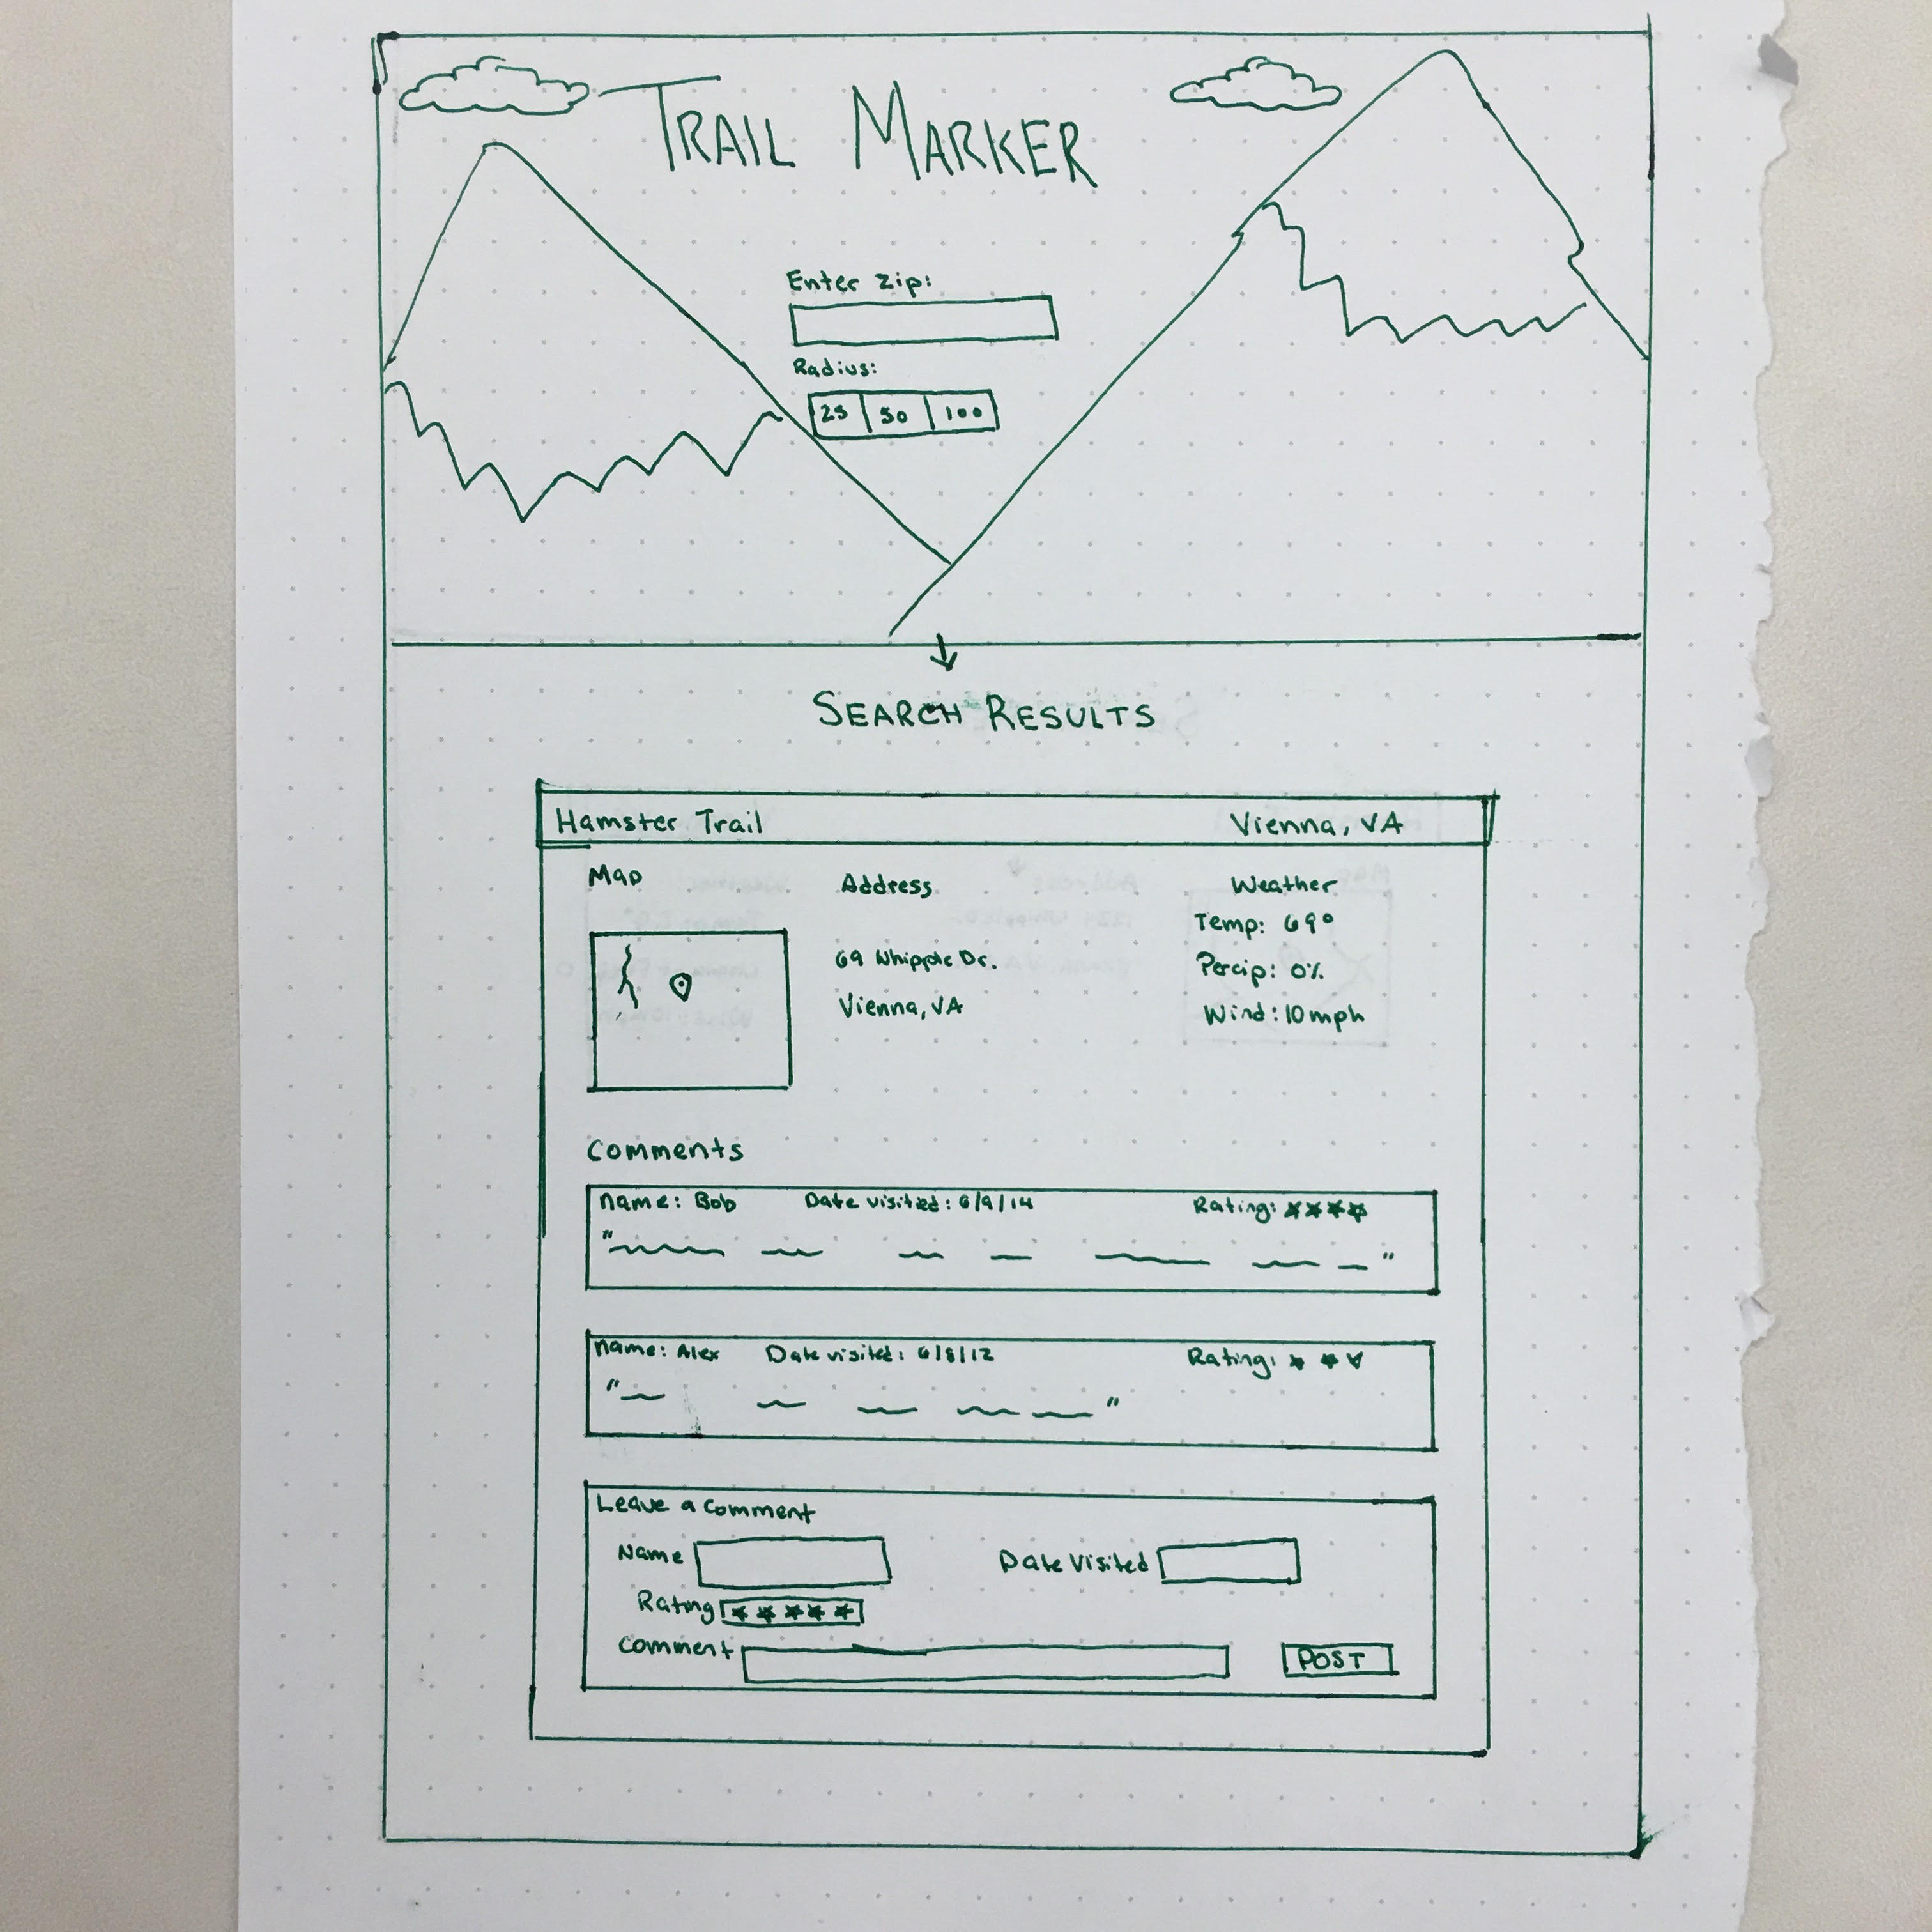 TRAIL MARKER
Enter zip:
Radius:
25 50 100
SEARCH RESULTS
Hamster Trail Vienna, VA
Map Address Weather
Temp: 69°
69 Whipple Dr. Percip: 0%
Vienna, VA Wind: 10mph
Comments
name: Bob Date visited: 6/9/14 Rating: ★★★★
name: Alex Date visited: 6/8/12 Rating: ★ ★ ★
Leave a comment
Name Date Visited
Rating ★ ★ ★ ★ ★
Comment POST